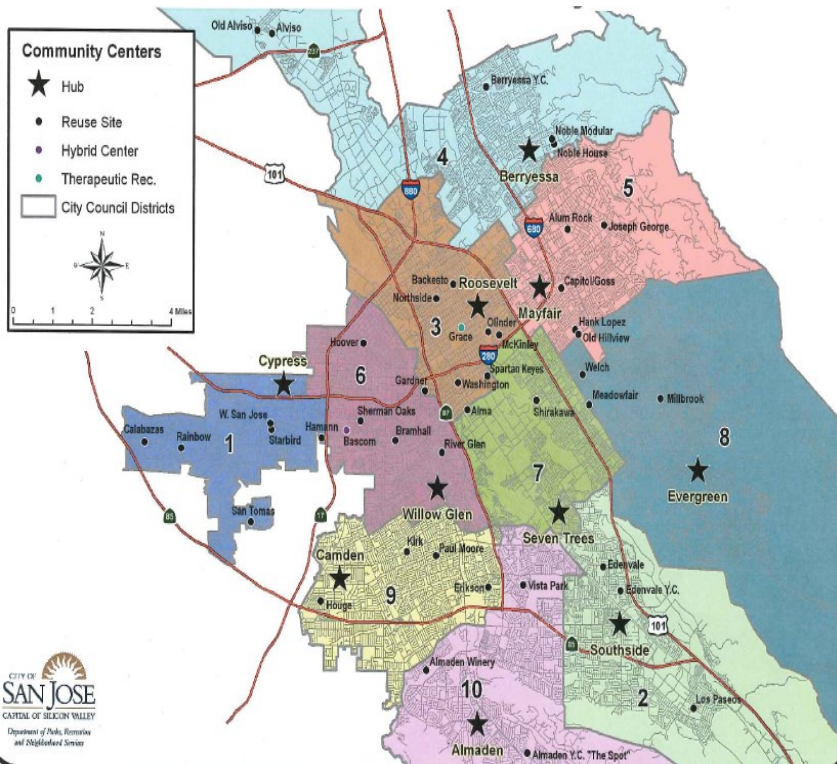 Community Centers
Hub
Reuse Site
Hybrid Center
Therapeutic Rec.
City Council Districts
N
E
S
0 1 2 4 Miles
Old Alviso
Alviso
237
Berryessa Y.C.
Noble Modular
Noble House
4
Berryessa
101
880
5
680
Alum Rock
Joseph George
Backesto
Roosevelt
Capitol/Goss
Northside
Mayfair
3
Olinder
Grace
McKinley
Hank Lopez
Old Hillview
Hoover
280
Cypress
6
Spartan Keyes
Welch
Gardner
Washington
Meadowfair
Millbrook
87
Alma
Shirakawa
W. San Jose
Sherman Oaks
Calabazas
Rainbow
1
Starbird
Hamann
Bascom
Bramhall
River Glen
8
7
Evergreen
Willow Glen
San Tomas
85
17
Seven Trees
Camden
Kirk
Paul Moore
Edenvale
9
Erikson
Vista Park
Edenvale Y.C.
Houge
101
85
Southside
Almaden Winery
10
2
Los Paseos
Almaden
Almaden Y.C. "The Spot"
CITY OF
SAN JOSE
CAPITAL OF SILICON VALLEY
Department of Parks, Recreation
and Neighborhood Services